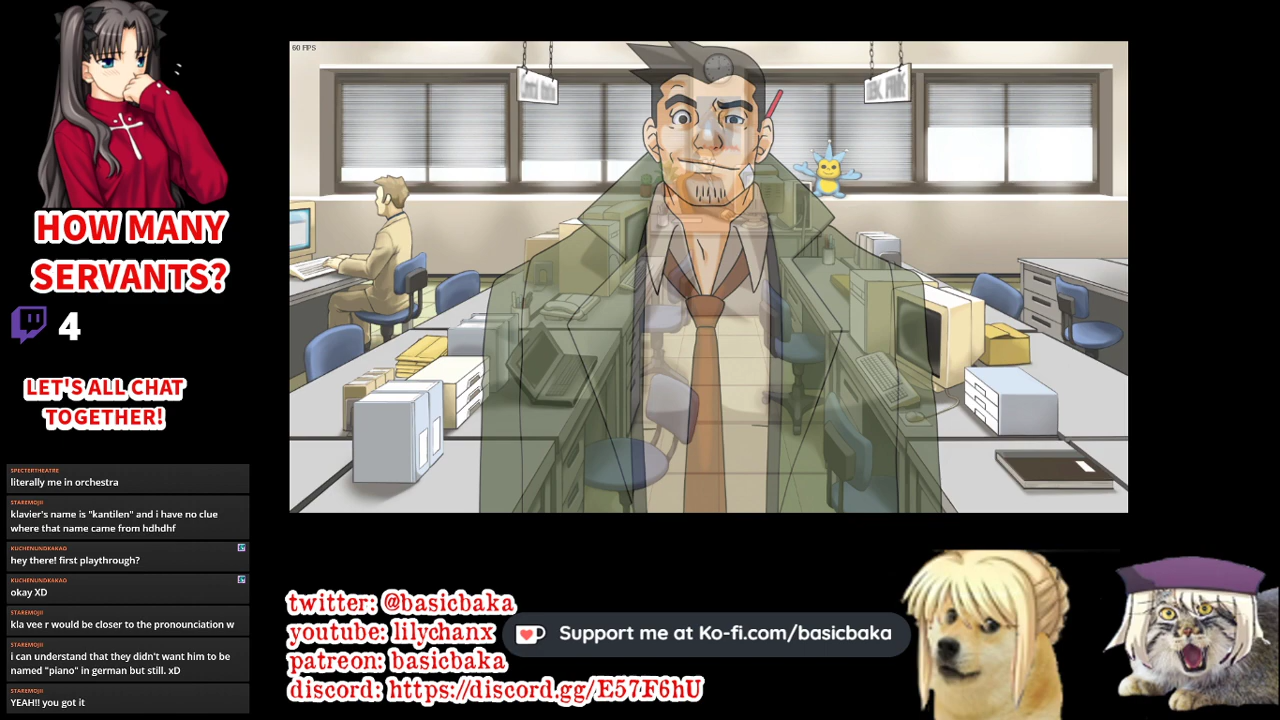 60 FPS
HOW MANY
SERVANTS?
4
LET'S ALL CHAT
TOGETHER!
SPECTERTHEATRE
literally me in orchestra
STAREMOJII
klavier's name is "kantilen" and i have no clue
where that name came from hdhdhf
KUCHENUNDKAKAO
hey there! first playthrough?
KUCHENUNDKAKAO
okay XD
STAREMOJII
kla vee r would be closer to the pronounciation w
STAREMOJII
i can understand that they didn't want him to be
named "piano" in german but still. xD
STAREMOJII
YEAH!! you got it
twitter: @basicbaka
youtube: lilychanx
patreon: basicbaka
discord: https://discord.gg/E57F6hU
Support me at Ko-fi.com/basicbaka